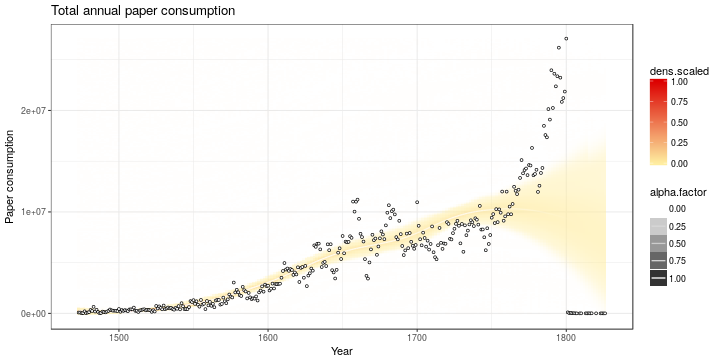 Total annual paper consumption
Paper consumption
2e+07
1e+07
0e+00
1500
1600
1700
1800
Year
dens.scaled
1.00
0.75
0.50
0.25
0.00
alpha.factor
0.00
0.25
0.50
0.75
1.00